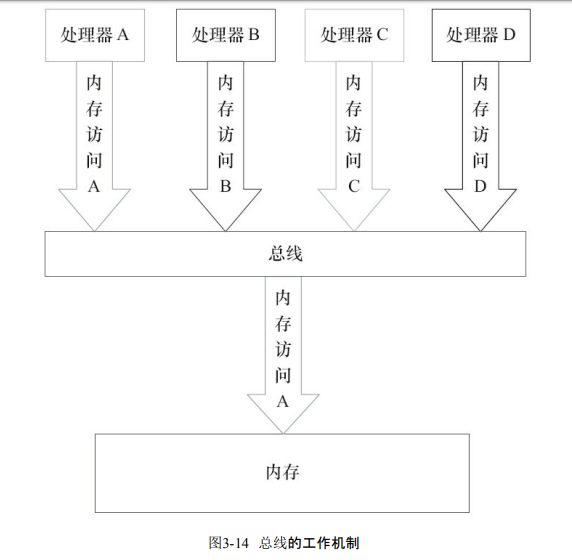 处理器 A
处理器 B
处理器 C
处理器 D
内存访问 A
内存访问 B
内存访问 C
内存访问 D
总线
内存访问 A
内存
图3-14 总线的工作机制